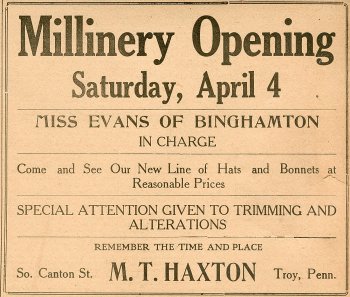 Millinery Opening
Saturday, April 4
MISS EVANS OF BINGHAMTON
IN CHARGE
Come and See Our New Line of Hats and Bonnets at
Reasonable Prices
SPECIAL ATTENTION GIVEN TO TRIMMING AND
ALTERATIONS
REMEMBER THE TIME AND PLACE
So. Canton St. M. T. HAXTON Troy, Penn.